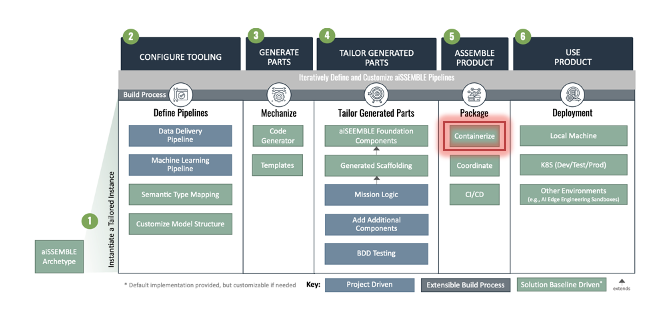 2
3
4
5
6
CONFIGURE TOOLING
GENERATE
PARTS
TAILOR GENERATED
PARTS
ASSEMBLE
PRODUCT
USE
PRODUCT
Iteratively Define and Customize aiSSEMBLE Pipelines
Build Process
Define Pipelines
Mechanize
Tailor Generated Parts
Package
Deployment
Data Delivery
Pipeline
Machine Learning
Pipeline
Semantic Type Mapping
Customize Model Structure
Code
Generator
Templates
aiSEEMBLE Foundation
Components
Generated Scaffolding
Mission Logic
Add Additional
Components
BDD Testing
Containerize
Coordinate
CI/CD
Local Machine
K8S (Dev/Test/Prod)
Other Environments
(e.g., AI Edge Engineering Sandboxes)
1
Instantiate a Tailored Instance
aiSSEMBLE
Archetype
* Default implementation provided, but customizable if needed
Key:
Project Driven
Extensible Build Process
Solution Baseline Driven*
extends